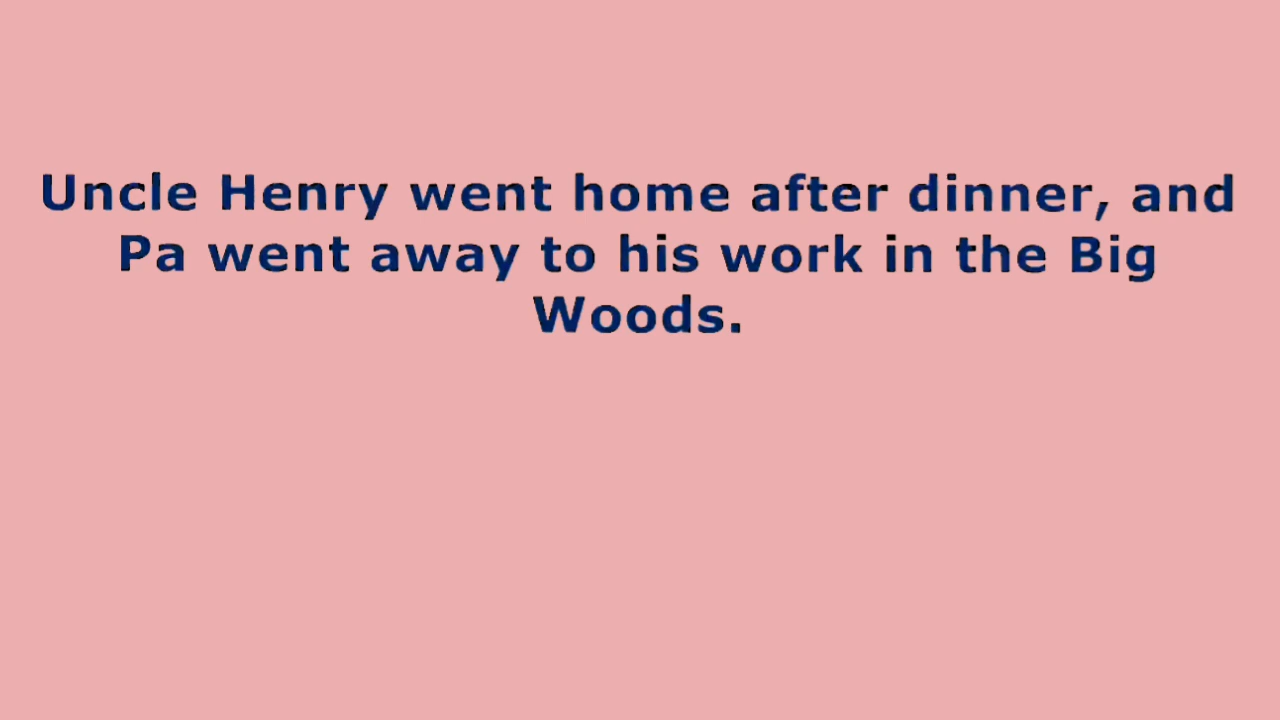 Uncle Henry went home after dinner, and
Pa went away to his work in the Big
Woods.